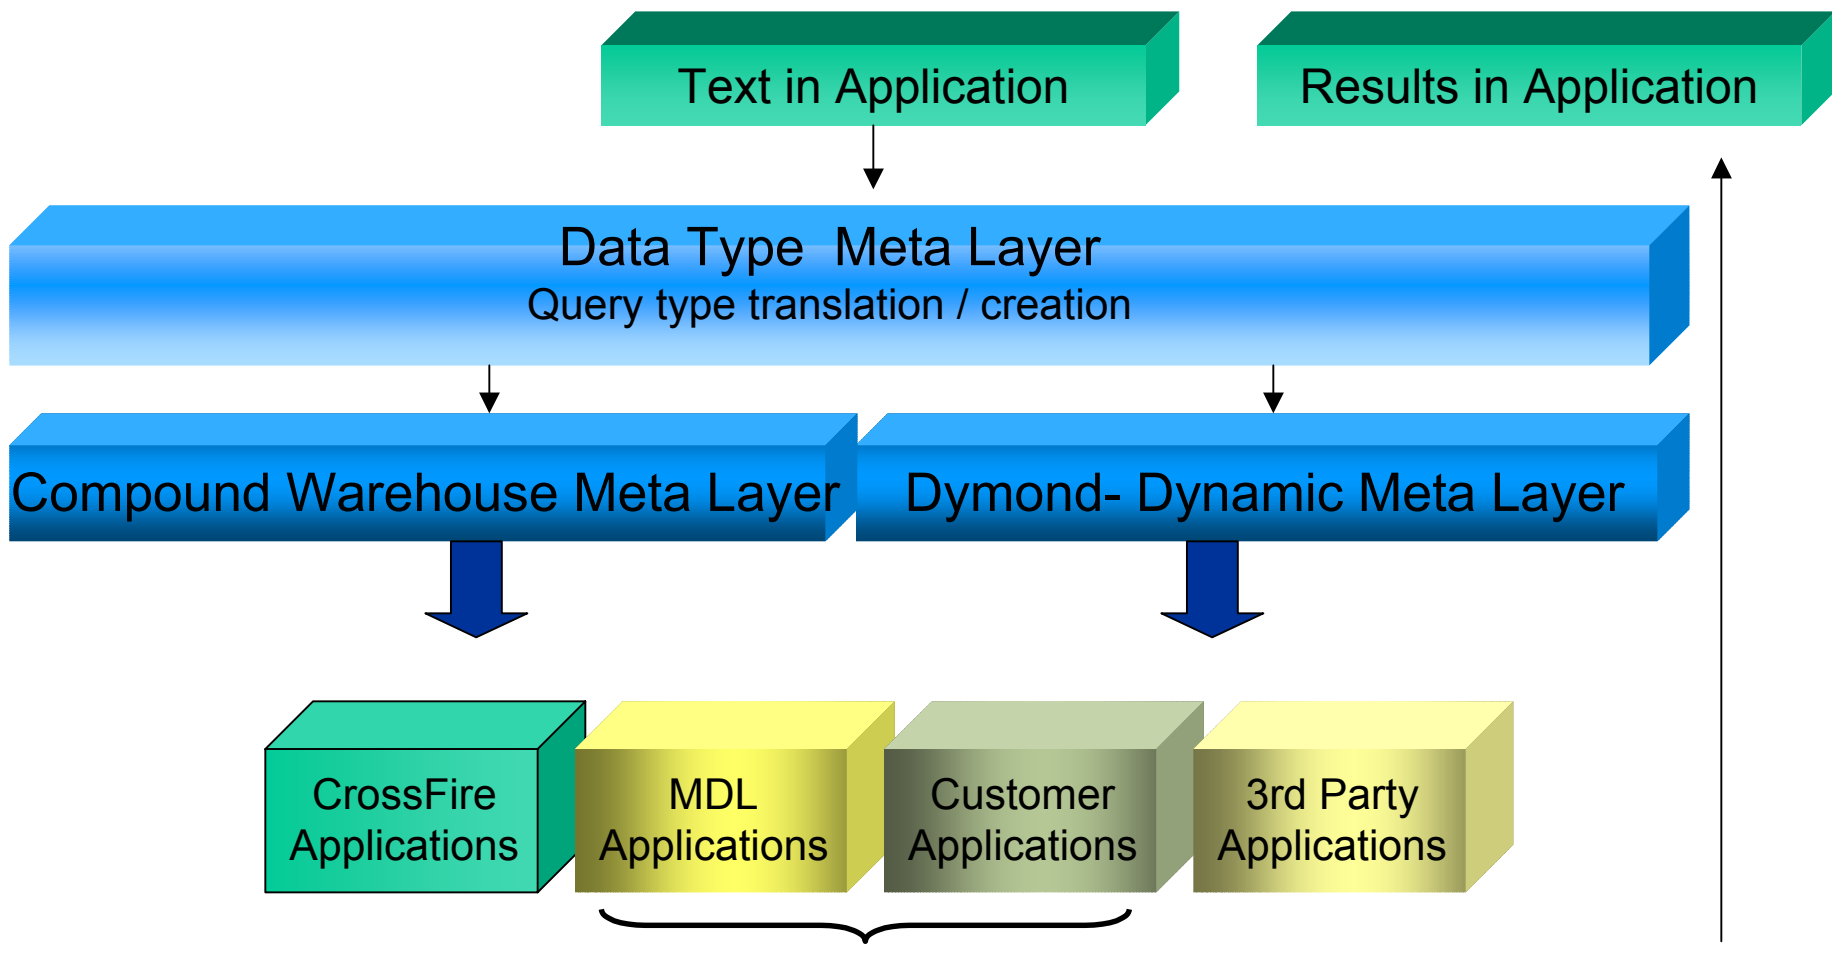 Text in Application
Results in Application
Data Type  Meta Layer
Query type translation / creation
Compound Warehouse Meta Layer
Dymond- Dynamic Meta Layer
CrossFire
Applications
MDL
Applications
Customer
Applications
3rd Party
Applications